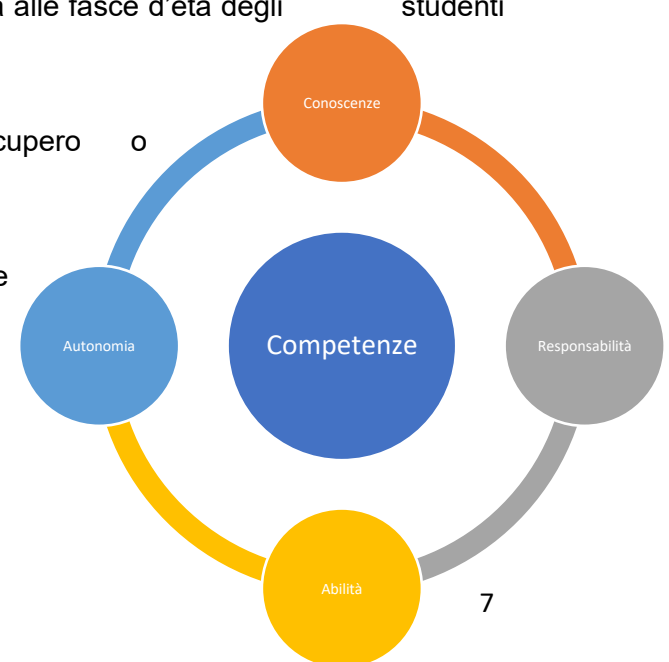 alle fasce d'età degli studenti
Conoscenze
cupero o
e
Autonomia
Competenze
Responsabilità
Abilità
7